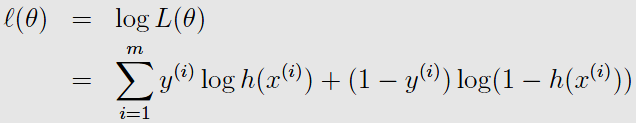 ℓ(θ) = log L(θ)
= ∑_{i=1}^{m} y^{(i)} log h(x^{(i)}) + (1 − y^{(i)}) log(1 − h(x^{(i)}))